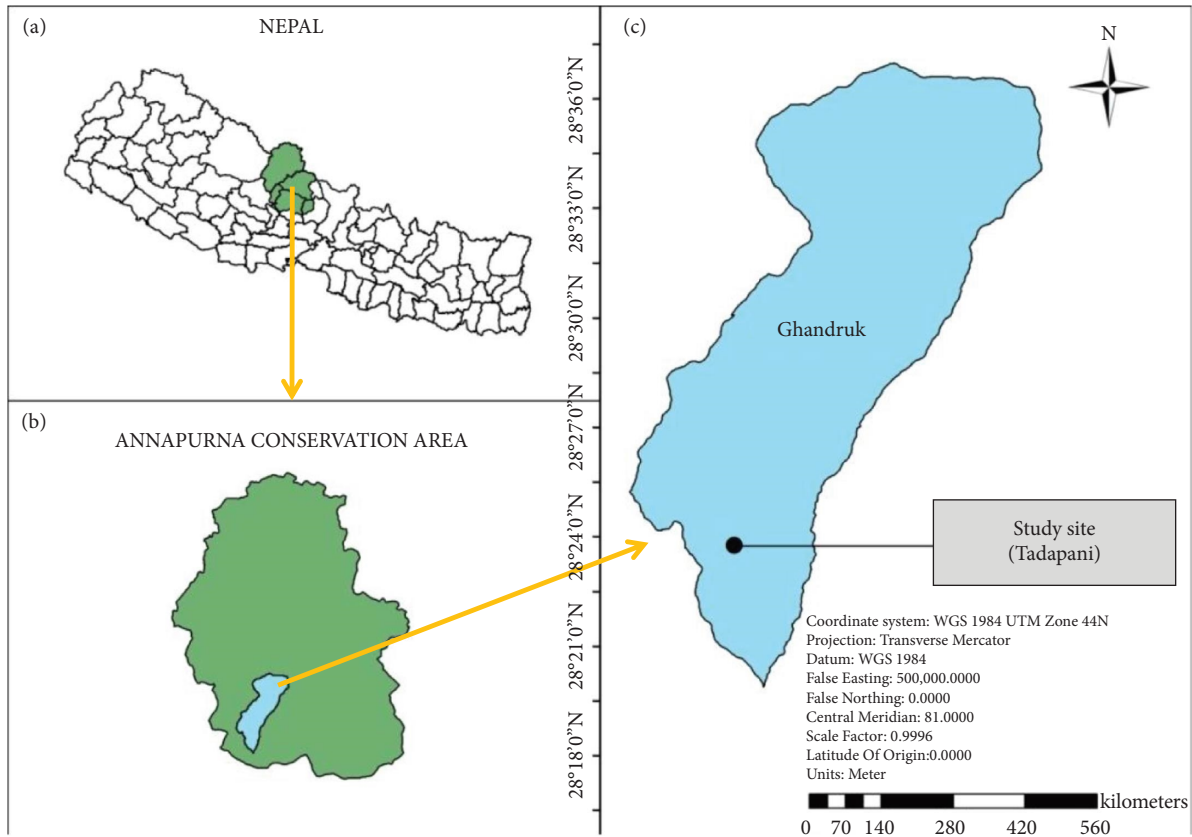 (a)
NEPAL
(b)
ANNAPURNA CONSERVATION AREA
(c)
N
28°36'0"N
28°33'0"N
28°30'0"N
28°27'0"N
28°24'0"N
28°21'0"N
28°18'0"N
Ghandruk
Study site
(Tadapani)
Coordinate system: WGS 1984 UTM Zone 44N
Projection: Transverse Mercator
Datum: WGS 1984
False Easting: 500,000.0000
False Northing: 0.0000
Central Meridian: 81.0000
Scale Factor: 0.9996
Latitude Of Origin:0.0000
Units: Meter
kilometers
0 70 140 280 420 560